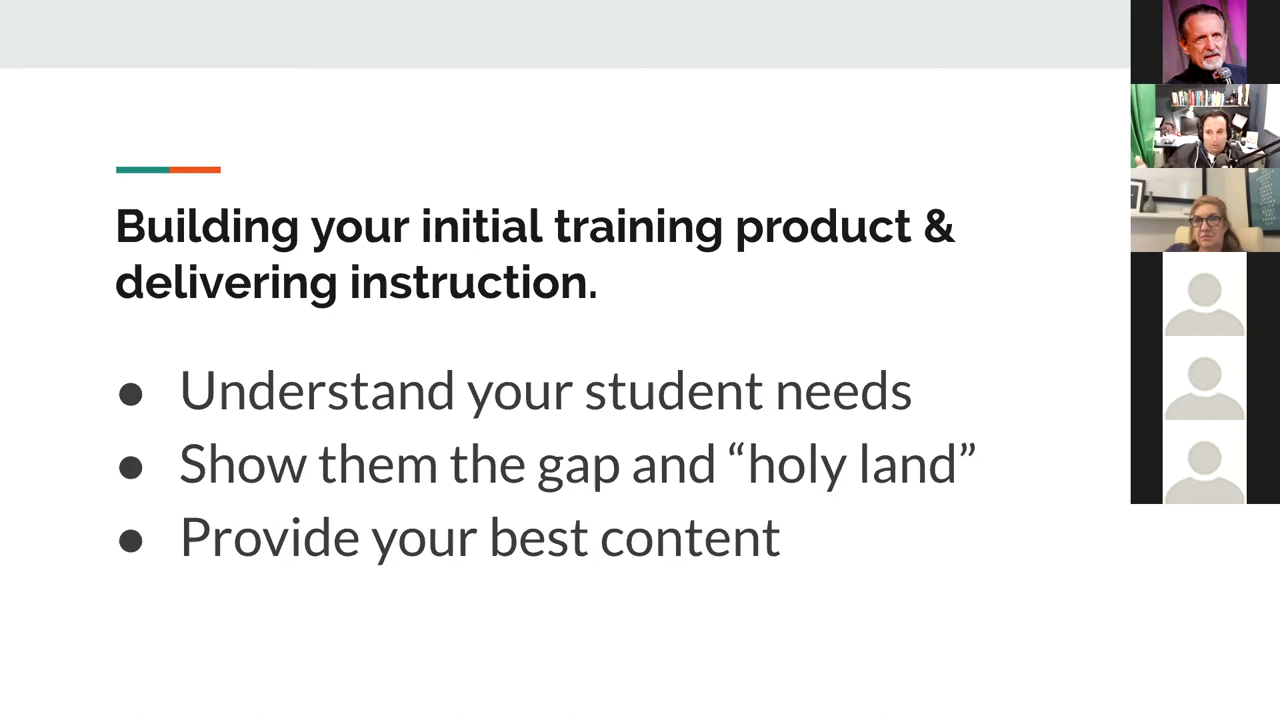 Building your initial training product &
delivering instruction.
● Understand your student needs
● Show them the gap and “holy land”
● Provide your best content